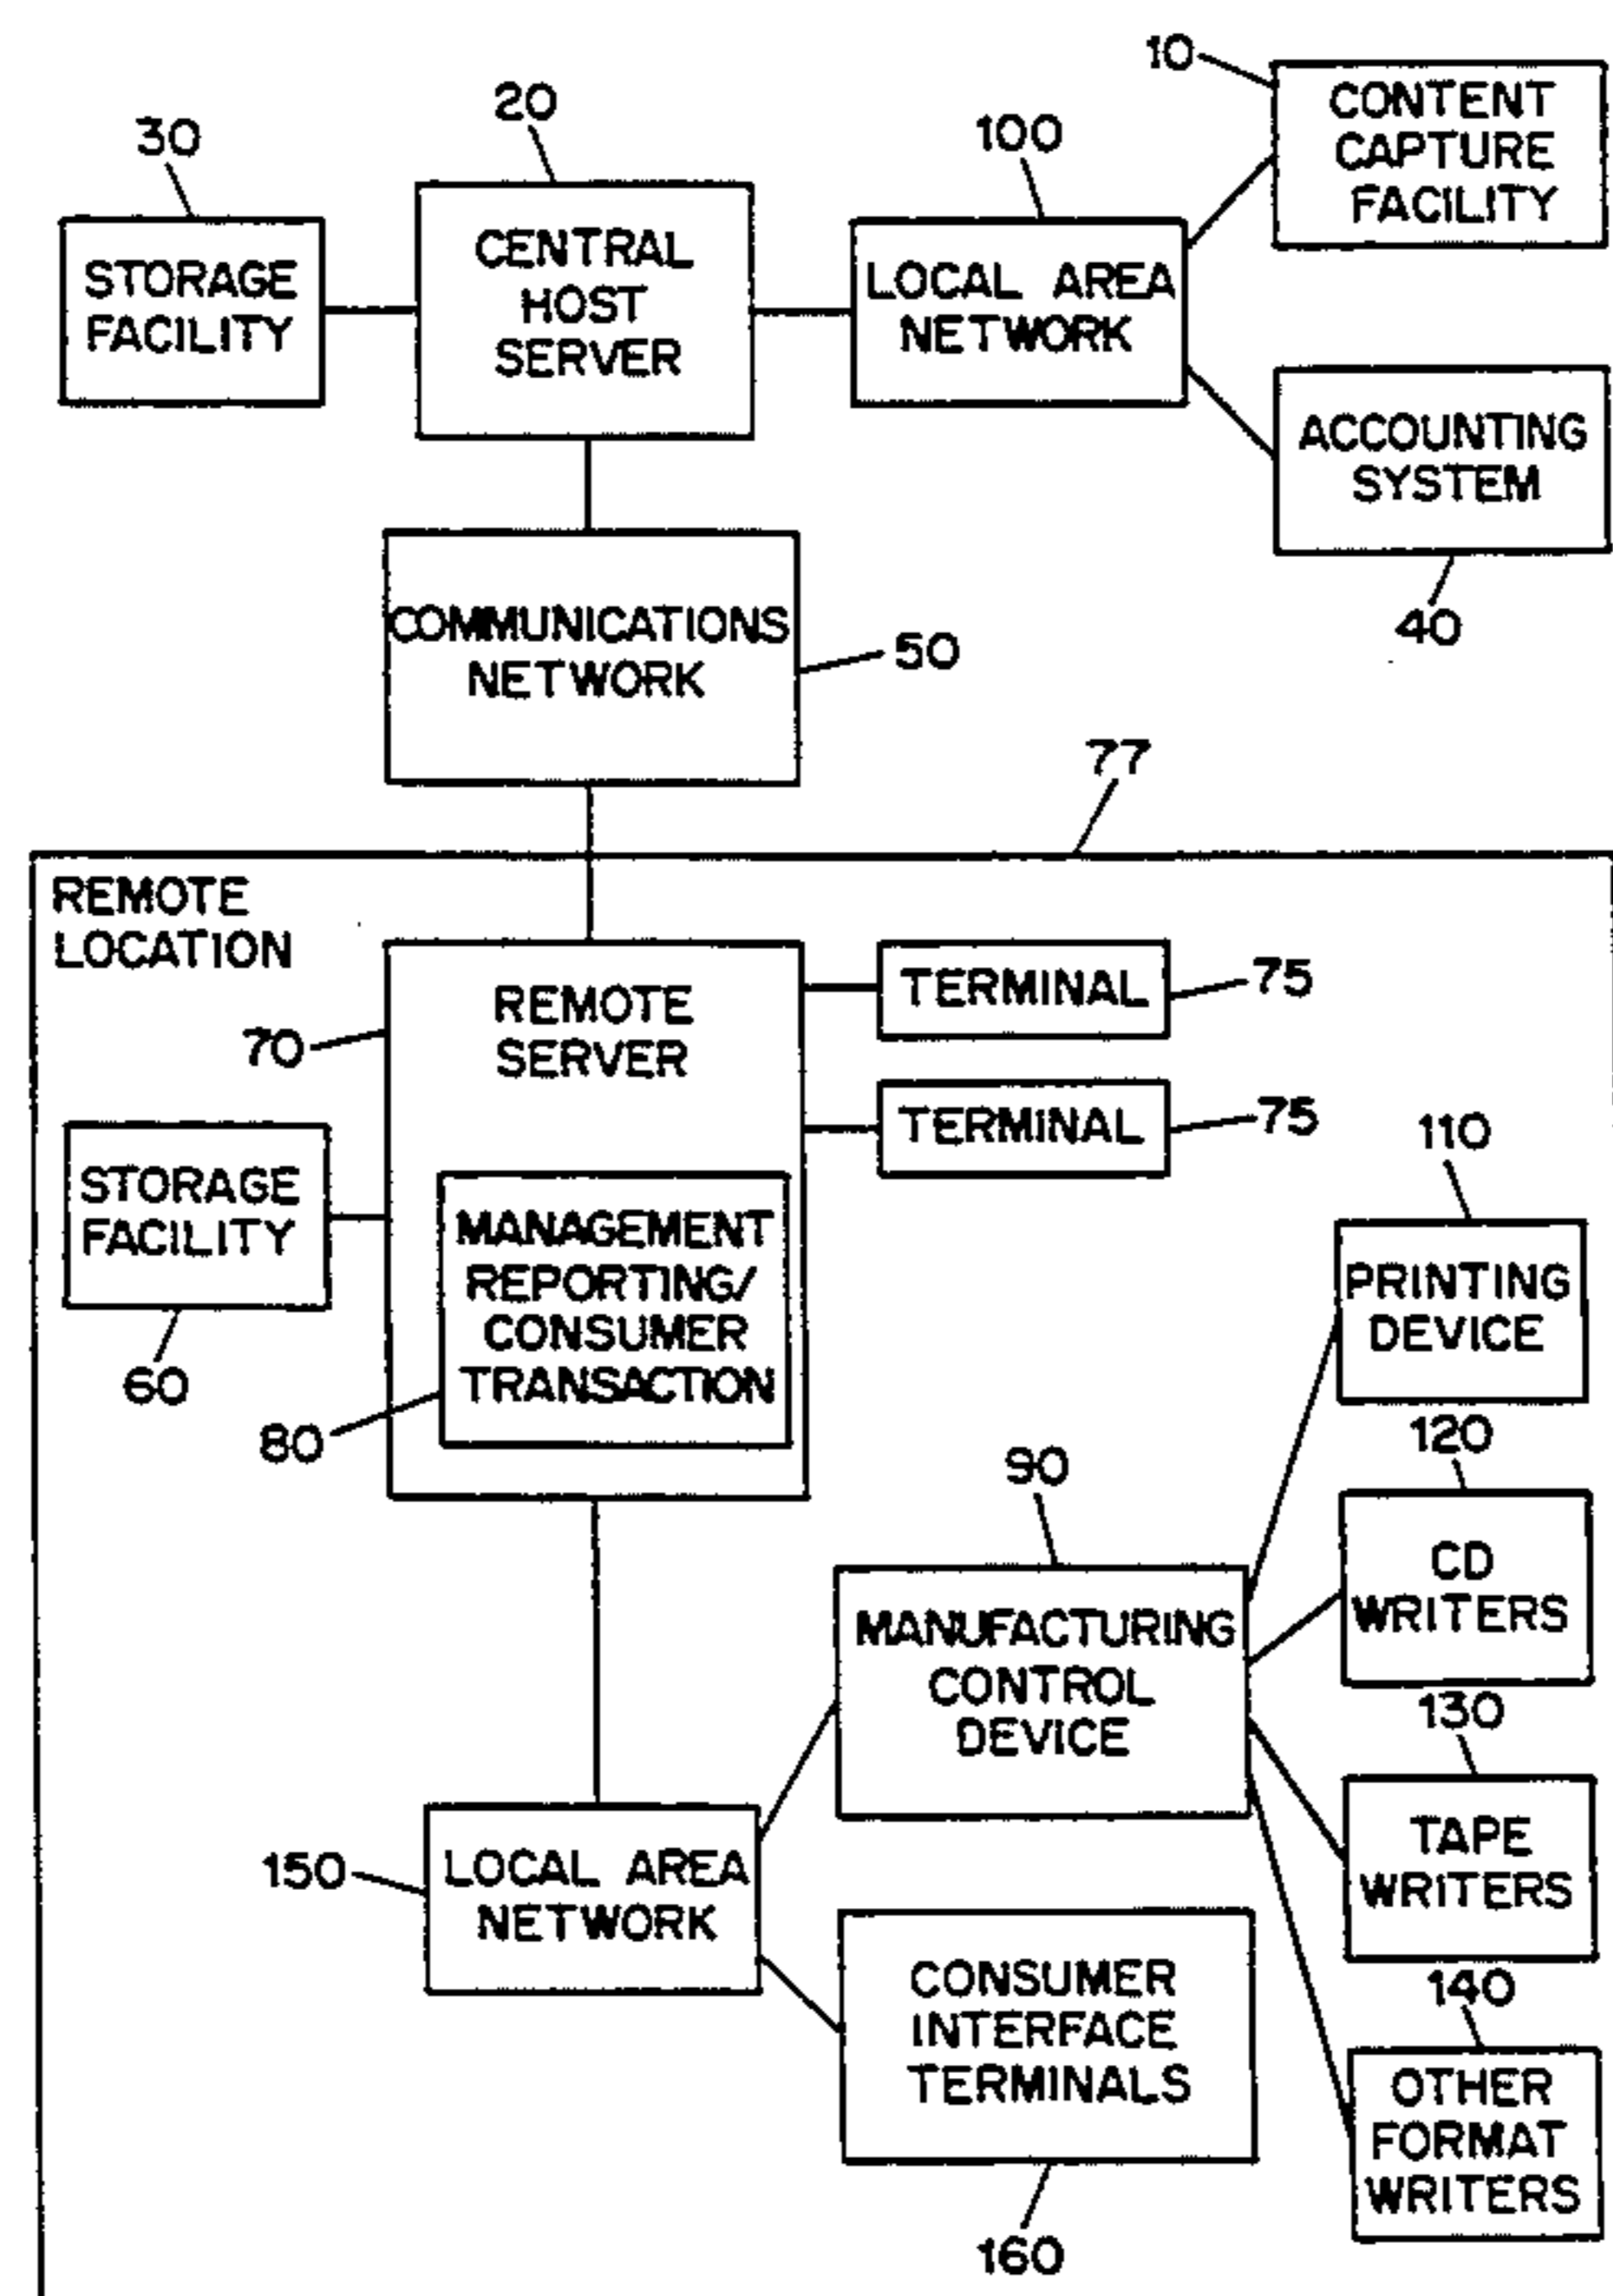 10
CONTENT
CAPTURE
FACILITY
20
30
100
STORAGE
FACILITY
CENTRAL
HOST
SERVER
LOCAL AREA
NETWORK
ACCOUNTING
SYSTEM
40
COMMUNICATIONS
NETWORK
50
77
REMOTE
LOCATION
70
REMOTE
SERVER
TERMINAL
75
TERMINAL
75
STORAGE
FACILITY
60
MANAGEMENT
REPORTING/
CONSUMER
TRANSACTION
80
110
PRINTING
DEVICE
120
CD
WRITERS
90
MANUFACTURING
CONTROL
DEVICE
130
TAPE
WRITERS
150
LOCAL AREA
NETWORK
140
OTHER
FORMAT
WRITERS
CONSUMER
INTERFACE
TERMINALS
160